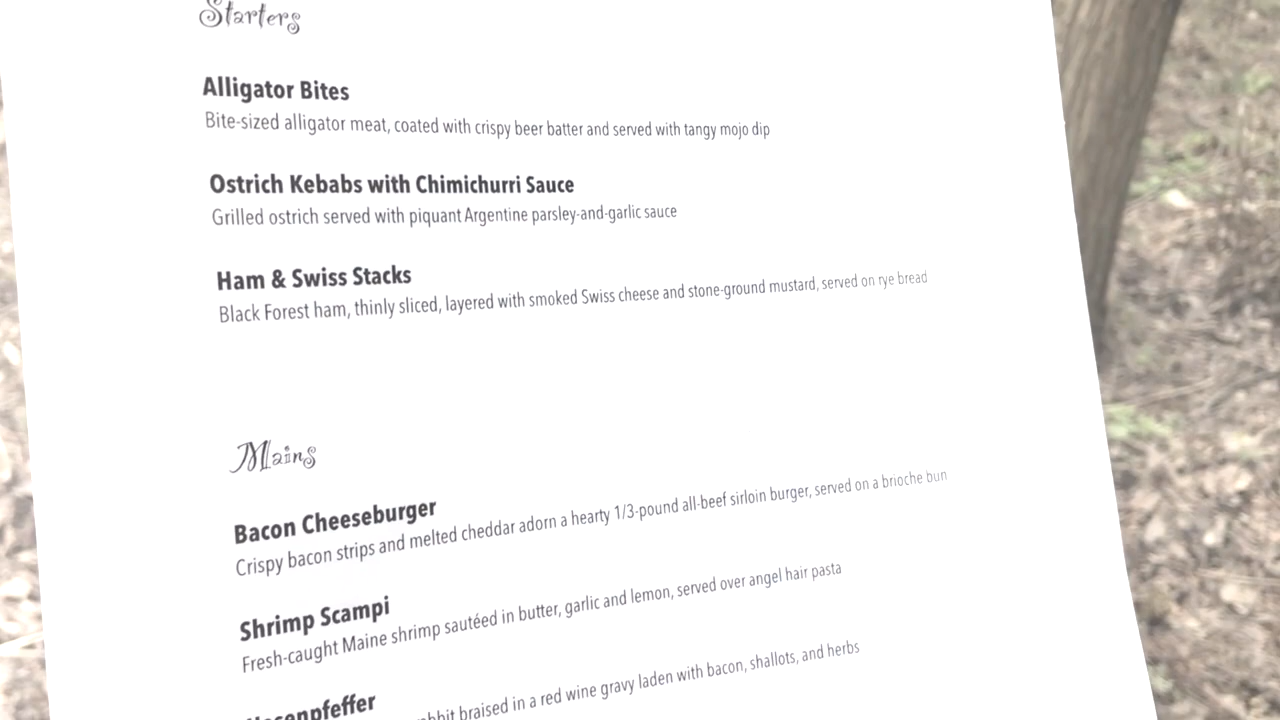 Starters
Alligator Bites
Bite-sized alligator meat, coated with crispy beer batter and served with tangy mojo dip
Ostrich Kebabs with Chimichurri Sauce
Grilled ostrich served with piquant Argentine parsley-and-garlic sauce
Ham & Swiss Stacks
Black Forest ham, thinly sliced, layered with smoked Swiss cheese and stone-ground mustard, served on rye bread
Mains
Bacon Cheeseburger
Crispy bacon strips and melted cheddar adorn a hearty 1/3-pound all-beef sirloin burger, served on a brioche bun
Shrimp Scampi
Fresh-caught Maine shrimp sautéed in butter, garlic and lemon, served over angel hair pasta
braised in a red wine gravy laden with bacon, shallots, and herbs